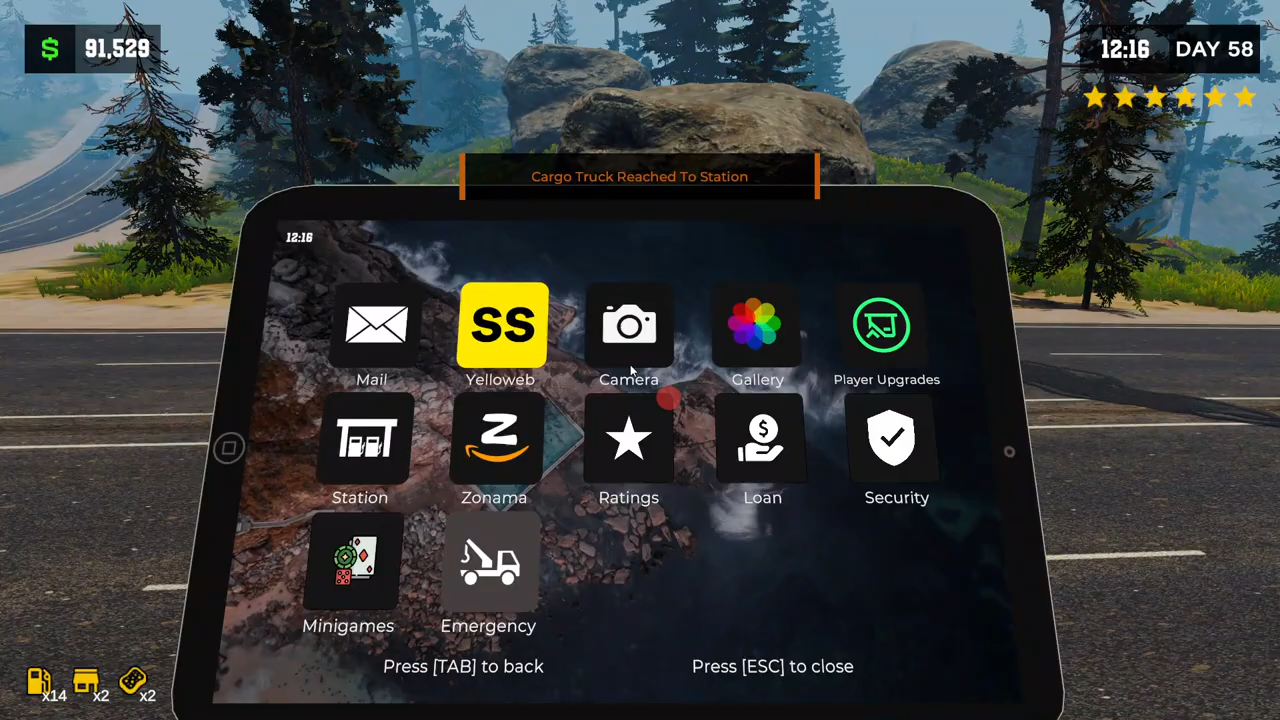 $ 91.529
12:16 DAY 58
Cargo Truck Reached To Station
12:16
SS
Mail Yelloweb Camera Gallery Player Upgrades
Z
$
Station Zonama Ratings Loan Security
Minigames Emergency
Press [TAB] to back Press [ESC] to close
x14 x2 x2